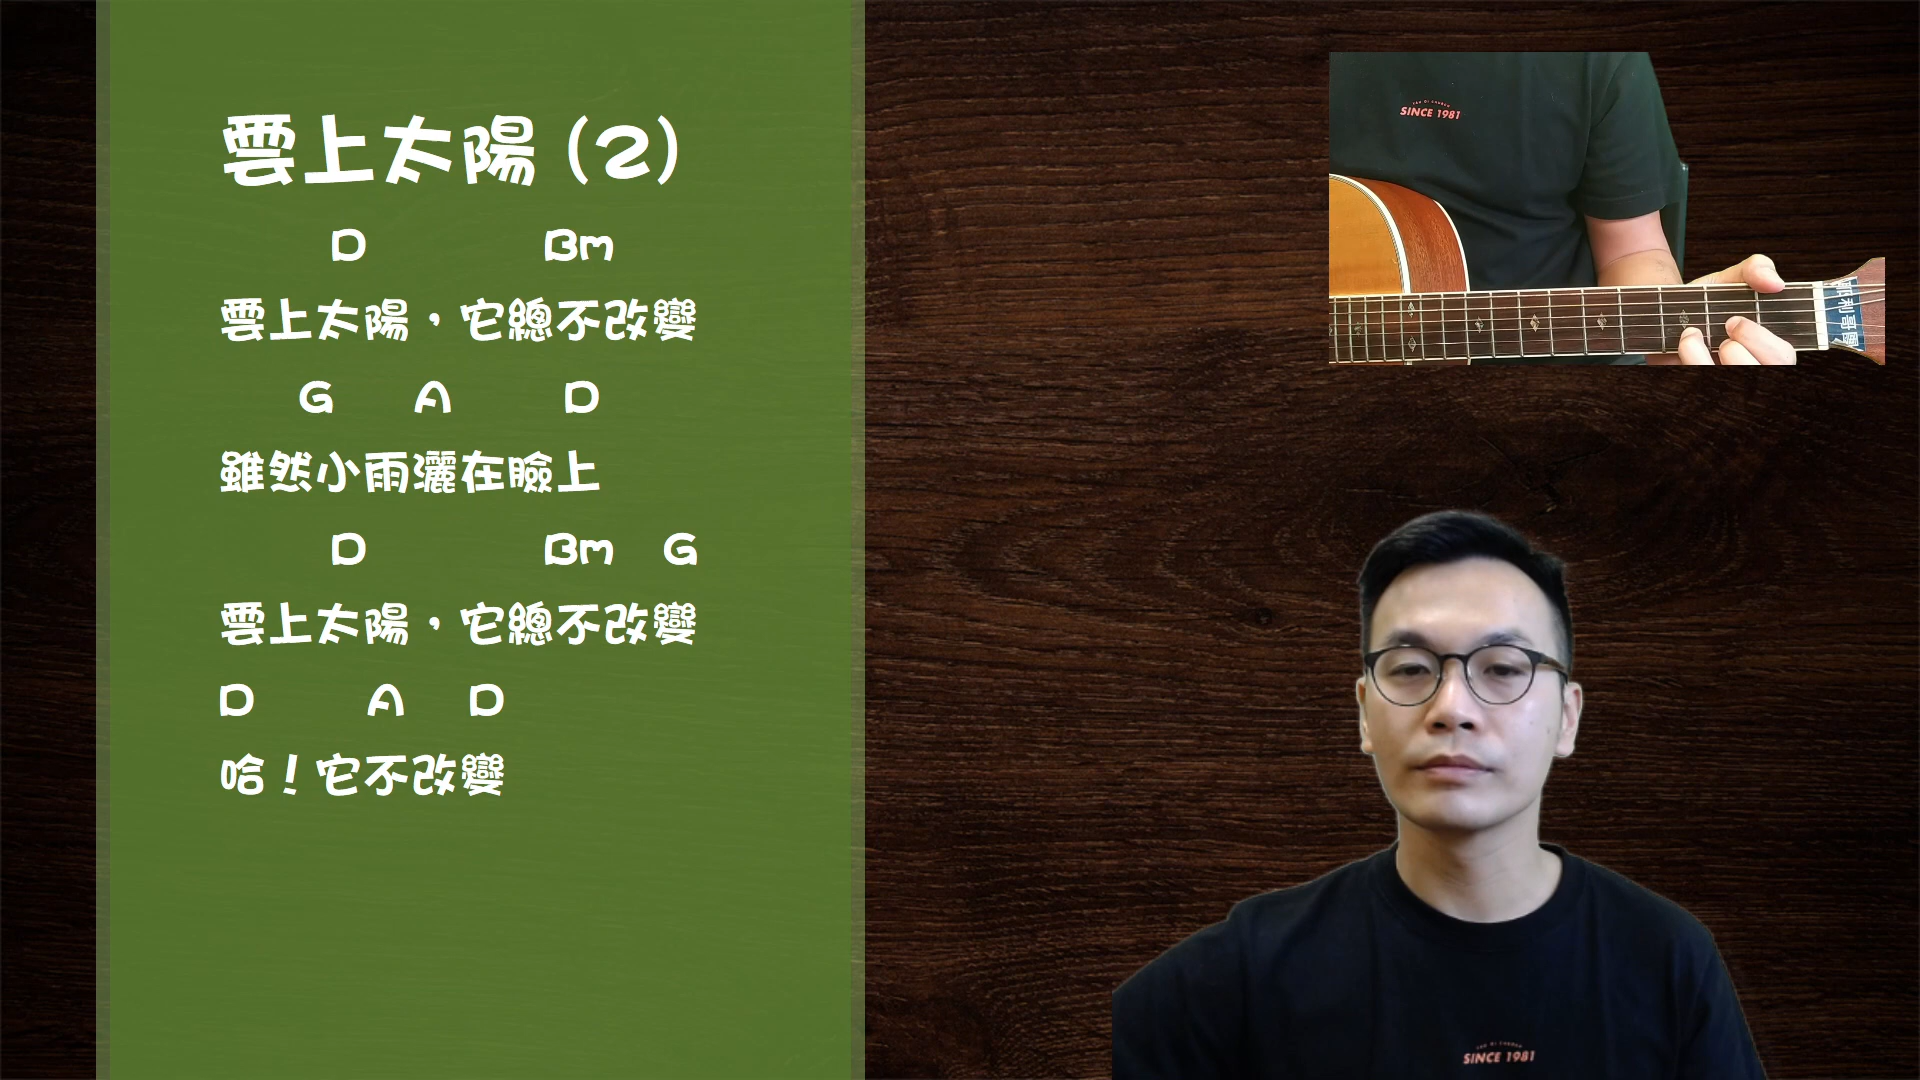 雲上太陽 (2)
D Bm
雲上太陽，它總不改變
G A D
雖然小雨灑在臉上
D Bm G
雲上太陽，它總不改變
D A D
哈！它不改變
SINCE 1981
SINCE 1981